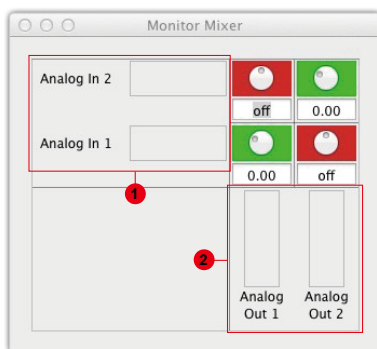 Monitor Mixer
Analog In 2
off 0.00
Analog In 1
0.00 off
1
2
Analog Analog
Out 1 Out 2